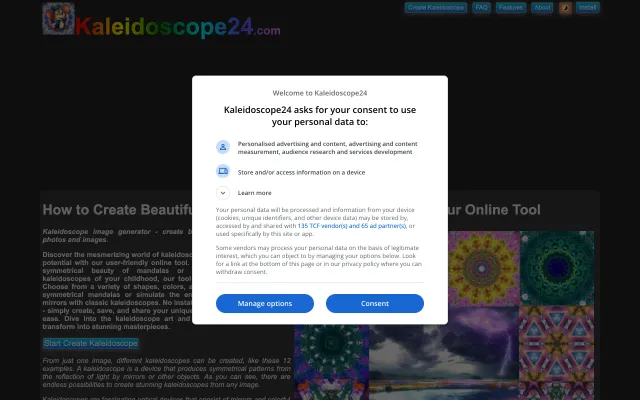 Kaleidoscope24.com
Create Kaleidoscope
FAQ
Features
About
Install
Welcome to Kaleidoscope24
Kaleidoscope24 asks for your consent to use
your personal data to:
Personalised advertising and content, advertising and content
measurement, audience research and services development
Store and/or access information on a device
Learn more
Your personal data will be processed and information from your device
(cookies, unique identifiers, and other device data) may be stored by,
accessed by and shared with 135 TCF vendor(s) and 65 ad partner(s), or
used specifically by this site or app.
Some vendors may process your personal data on the basis of legitimate
interest, which you can object to by managing your options below. Look
for a link at the bottom of this page or in our privacy policy where you can
withdraw consent.
Manage options
Consent
How to Create Beautifu
ur Online Tool
Kaleidoscope image generator - create b
photos and images.
Discover the mesmerizing world of kaleidosc
potential with our user-friendly online tool.
symmetrical beauty of mandalas or
kaleidoscopes of your childhood, our tool
Choose from a variety of shapes, colors, a
symmetrical mandalas or simulate the en
mirrors with classic kaleidoscopes. No instal
- simply create, save, and share your unique
ease. Dive into the kaleidoscope art and
transform into stunning masterpieces.
Start Create Kaleidoscope
From just one image, different kaleidoscopes can be created, like these 12
examples. A kaleidoscope is a device that produces symmetrical patterns from
the reflection of light by mirrors or other objects. As you can see, there are
endless possibilities to create stunning kaleidoscopes from any image.